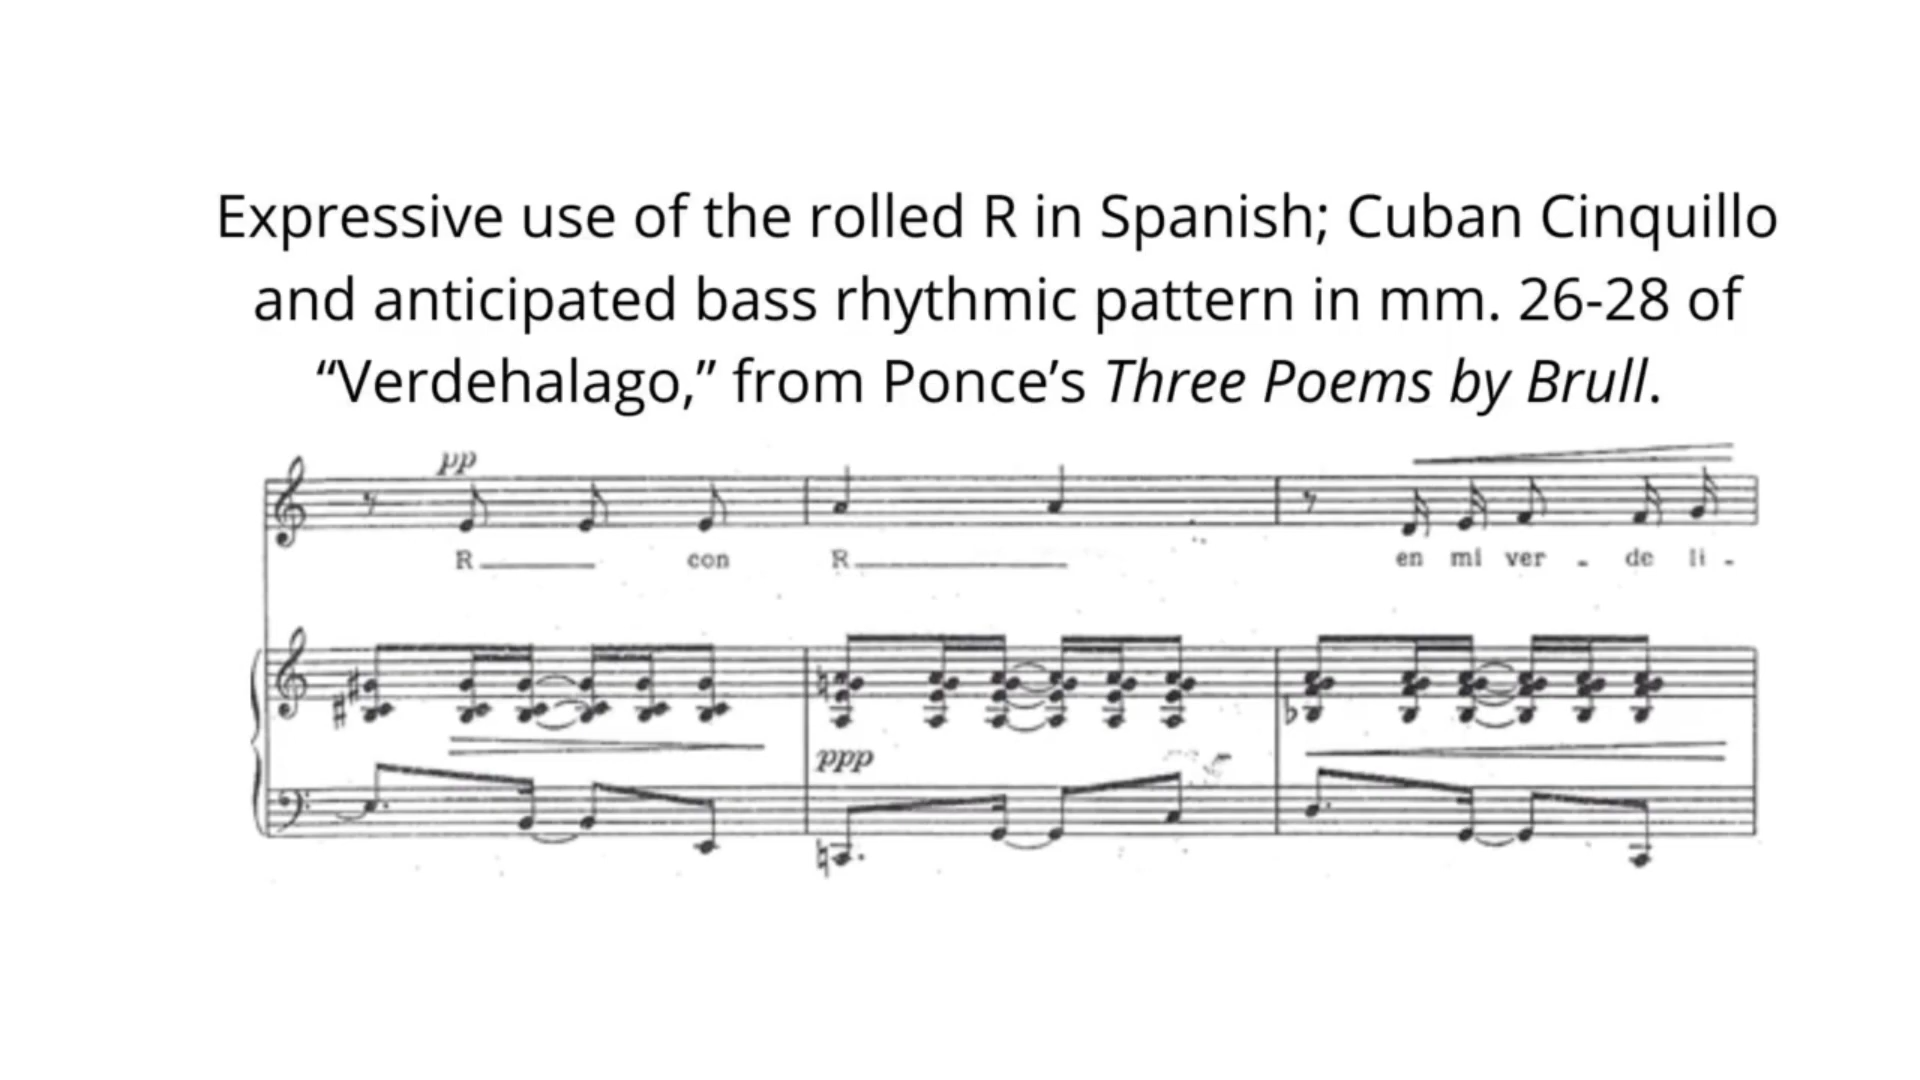 Expressive use of the rolled R in Spanish; Cuban Cinquillo
and anticipated bass rhythmic pattern in mm. 26-28 of
“Verdehalago,” from Ponce’s Three Poems by Brull.
pp
R con R en mi ver - de li -
ppp